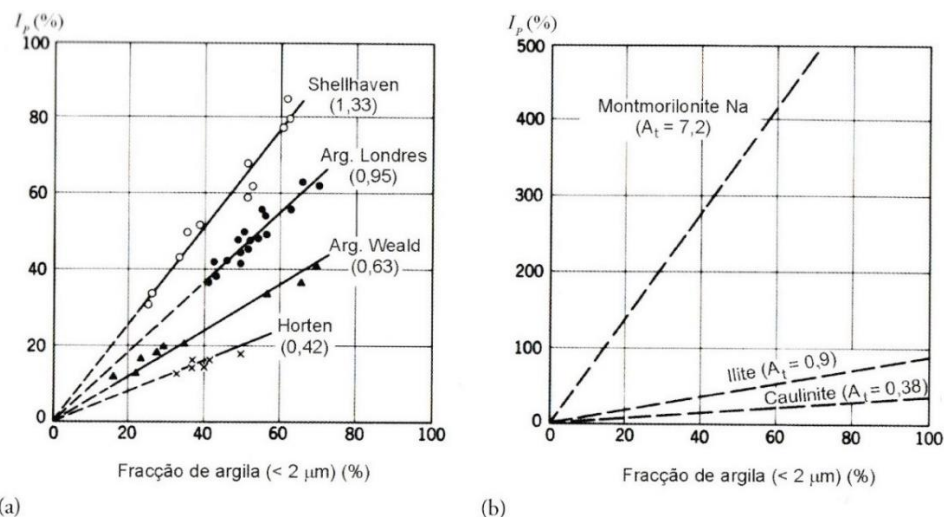 I_p (%)
100
80
60
40
20
0
Shellhaven
(1,33)
Arg. Londres
(0,95)
Arg. Weald
(0,63)
Horten
(0,42)
0 20 40 60 80 100
Fracção de argila (< 2 μm) (%)
(a)
I_p (%)
500
400
300
200
100
0
Montmorilonite Na
(A_t = 7,2)
Ilite (A_t = 0,9)
Caulinite (A_t = 0,38)
0 20 40 60 80 100
Fracção de argila (< 2 μm) (%)
(b)